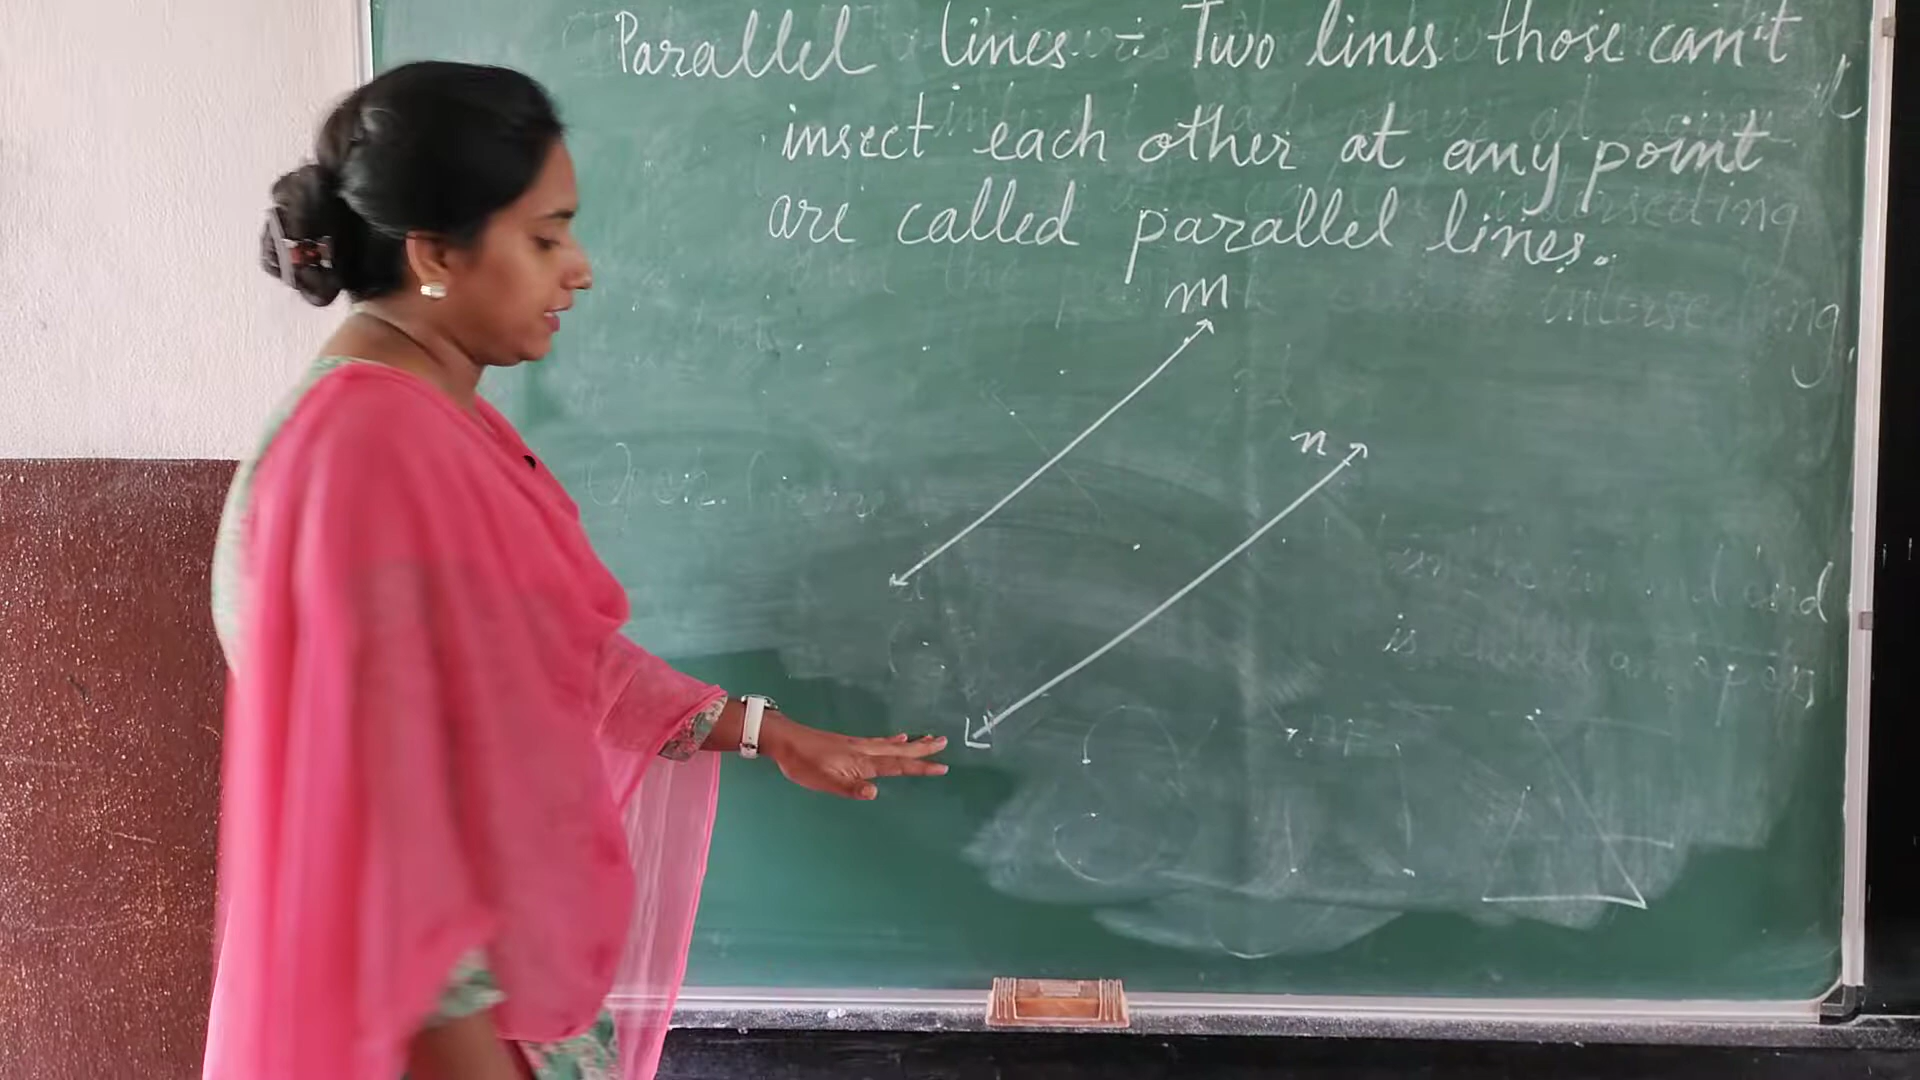 Parallel lines ÷ Two lines those can't
insect each other at any point
are called parallel lines.
m
n